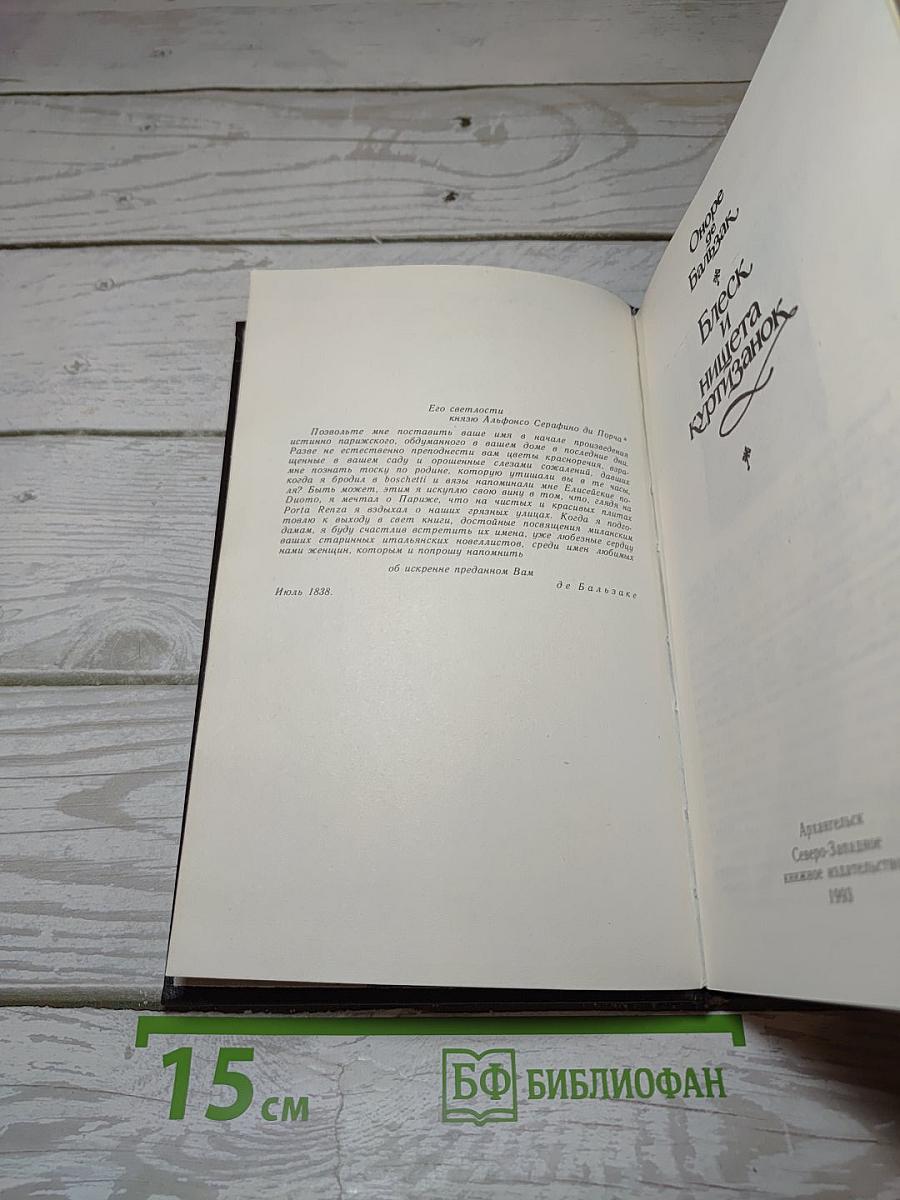 Его светлости
князю Альфонсо Серафино ди Порча*
Позвольте мне поставить ваше имя в начале произведения
истинно парижского, обдуманного в вашем доме в последние дни.
Разве не естественно преподнести вам цветы красноречия, взра-
щенные в вашем саду и орошенные слезами сожалений, давших
мне познать тоску по родине, которую утишали вы в те часы,
когда я бродил в boschetti и вязы напоминали мне Елисейские по-
ля? Быть может, этим я искуплю свою вину в том, что, глядя на
Duomo, я мечтал о Париже, что на чистых и красивых плитах
Porta Renza я вздыхал о наших грязных улицах. Когда я подго-
товлю к выходу в свет книги, достойные посвящения миланским
дамам, я буду счастлив встретить их имена, уже любезные сердцу
ваших старинных итальянских новеллистов, среди имен любимых
нами женщин, которым и попрошу напомнить
об искренне преданном Вам
де Бальзаке
Июль 1838.
Оноре
де
Бальзак
Блеск
и
нищета
куртизанок
Архангельск
Северо-Западное
книжное издательство
1993
15 см
БФ БИБЛИОФАН